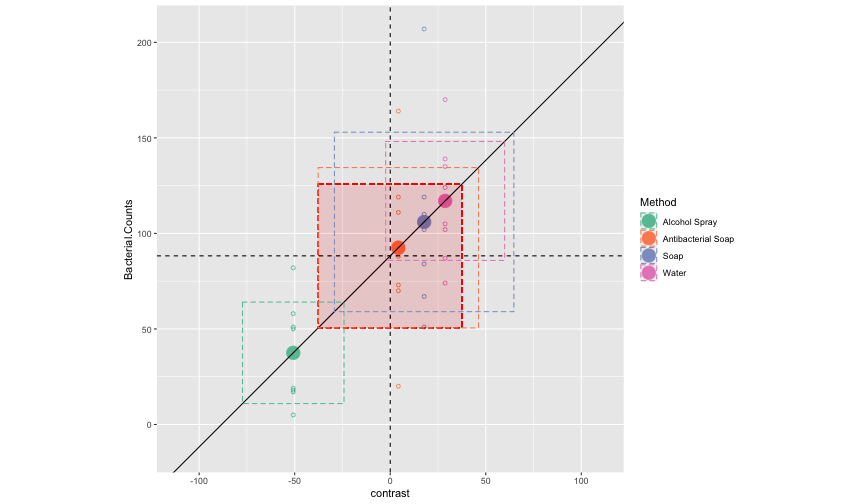 200
150
100
50
0
Bacterial.Counts
-100 -50 0 50 100
contrast
Method
Alcohol Spray
Antibacterial Soap
Soap
Water